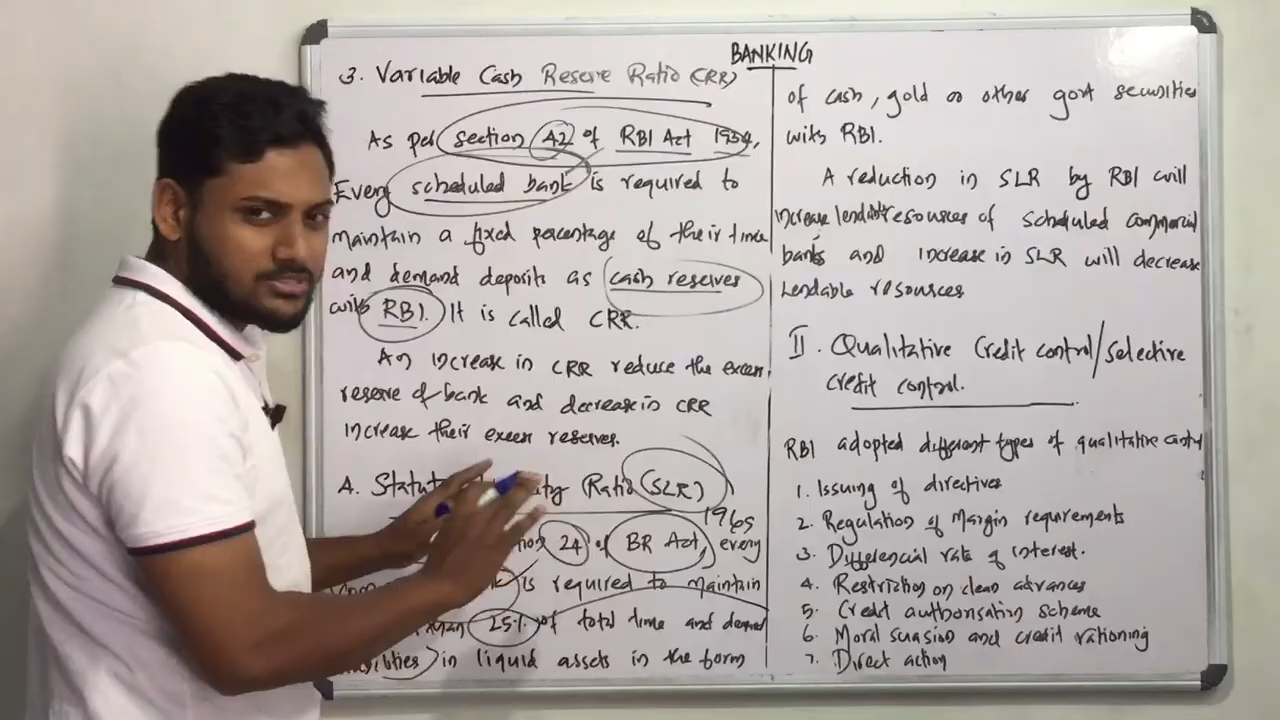 BANKING
3. Variable Cash Reserve Ratio (CRR)
As per section 42 of RBI Act 1934,
Every scheduled bank is required to
maintain a fixed percentage of their time
and demand deposits as cash reserves
with RBI. It is called CRR.
An increase in CRR reduce the excess
reserve of bank and decrease in CRR
increase their excess reserves.
4. Ratio (SLR)
1965
24 of BR Act, every
is required to maintain
25% of total time and demand
in liquid assets in the form
of cash, gold or other govt securities
with RBI.
A reduction in SLR by RBI will
increase resources of scheduled commercial
banks and increase in SLR will decrease
Lendable resources
II. Qualitative Credit control/Selective
credit control.
RBI adopted different types of qualitative
1. Issuing of directives
2. Regulation of Margin requirements
3. Differencial rate of interest.
4. Restriction on clean advances
5. Credit authorisation scheme
6. Moral suasion and credit rationing
7. Direct action